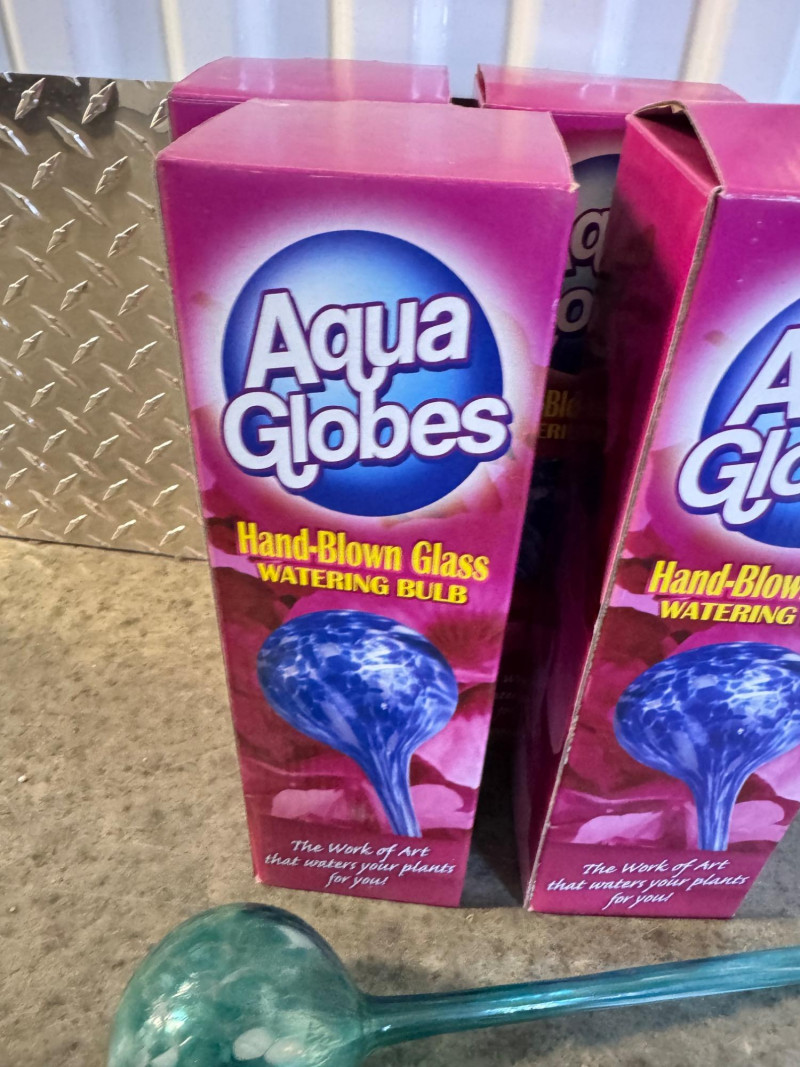 Aqua
Globes
Hand-Blown Glass
WATERING BULB
The Work of Art
that waters your plants
for you!
A
Glo
Hand-Blow
WATERING
The Work of Art
that waters your plants
for you!